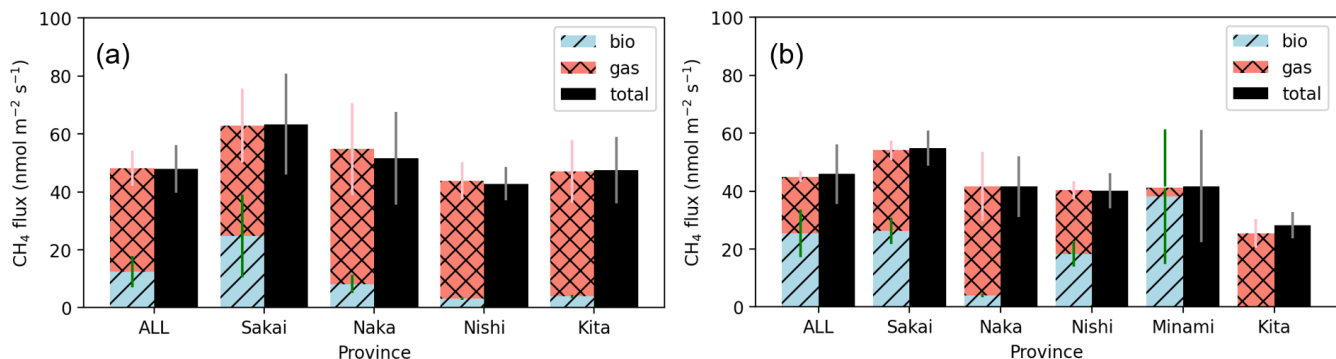 (a)
CH₄ flux (nmol m⁻² s⁻¹)
100
80
60
40
20
0
bio
gas
total
ALL Sakai Naka Nishi Kita
Province
(b)
CH₄ flux (nmol m⁻² s⁻¹)
100
80
60
40
20
0
bio
gas
total
ALL Sakai Naka Nishi Minami Kita
Province